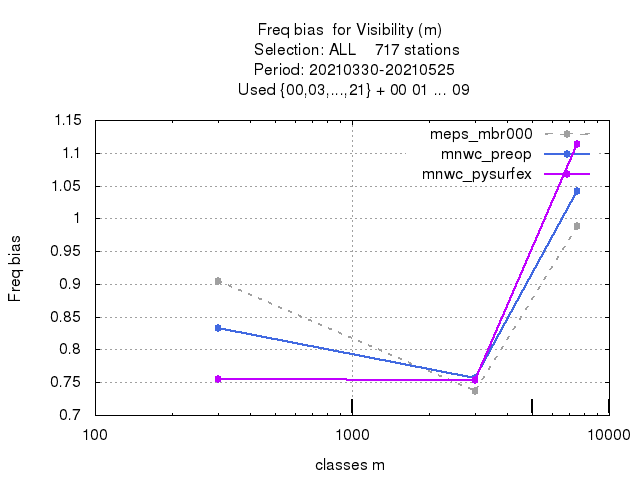 Freq bias for Visibility (m)
Selection: ALL 717 stations
Period: 20210330-20210525
Used {00,03,...,21} + 00 01 ... 09
meps_mbr000
mnwc_preop
mnwc_pysurfex
1.15
1.1
1.05
1
0.95
0.9
0.85
0.8
0.75
0.7
Freq bias
100
1000
10000
classes m